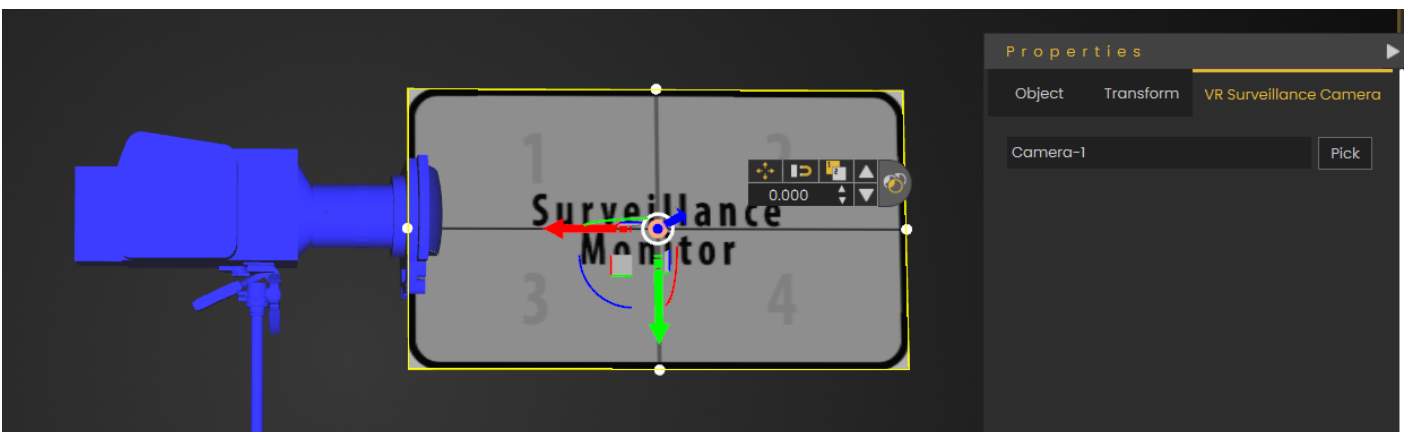 Properties
Object Transform VR Surveillance Camera
Camera-1 Pick
1 2
0.000
Surveillance
Monitor
3 4